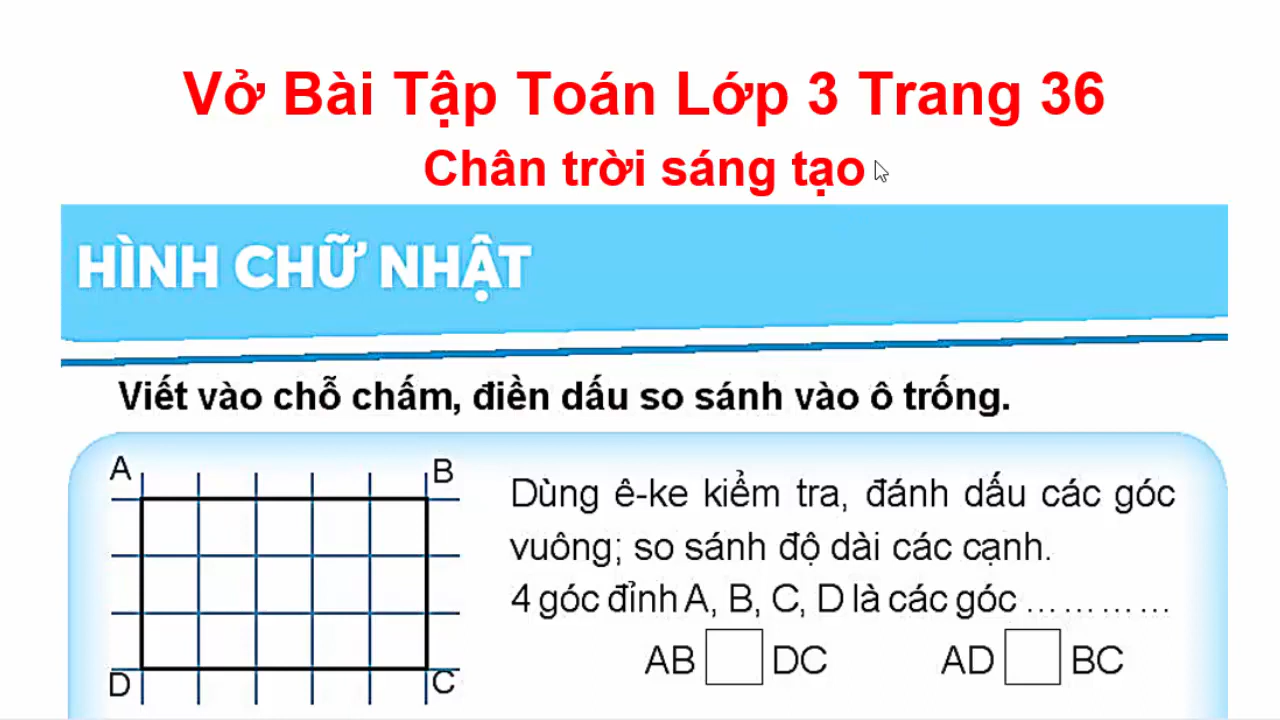 Vở Bài Tập Toán Lớp 3 Trang 36
Chân trời sáng tạo
HÌNH CHỮ NHẬT
Viết vào chỗ chấm, điền dấu so sánh vào ô trống.
A B
Dùng ê-ke kiểm tra, đánh dấu các góc
vuông; so sánh độ dài các cạnh.
4 góc đỉnh A, B, C, D là các góc …………
AB DC AD BC
D C